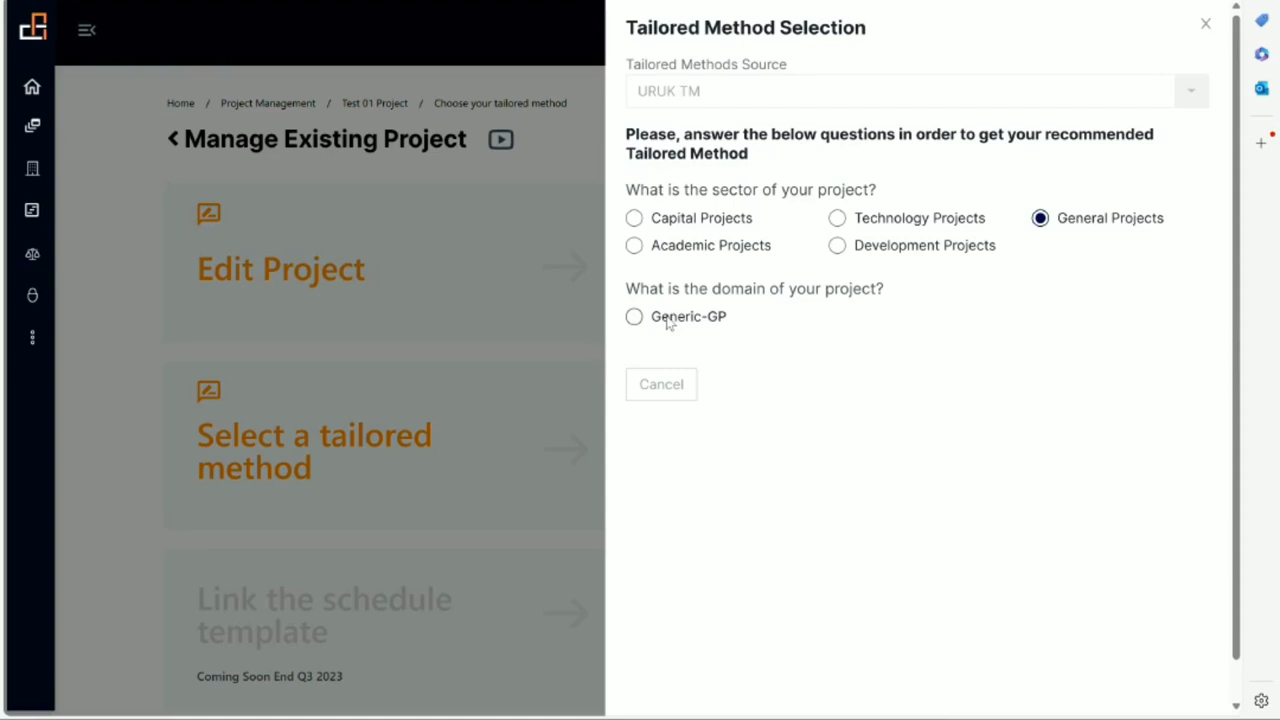 Tailored Method Selection
Tailored Methods Source
URUK TM
Home / Project Management / Test 01 Project / Choose your tailored method
Manage Existing Project
Please, answer the below questions in order to get your recommended
Tailored Method
What is the sector of your project?
Capital Projects
Technology Projects
General Projects
Academic Projects
Development Projects
What is the domain of your project?
Generic-GP
Cancel
Edit Project
Select a tailored
method
Link the schedule
template
Coming Soon End Q3 2023